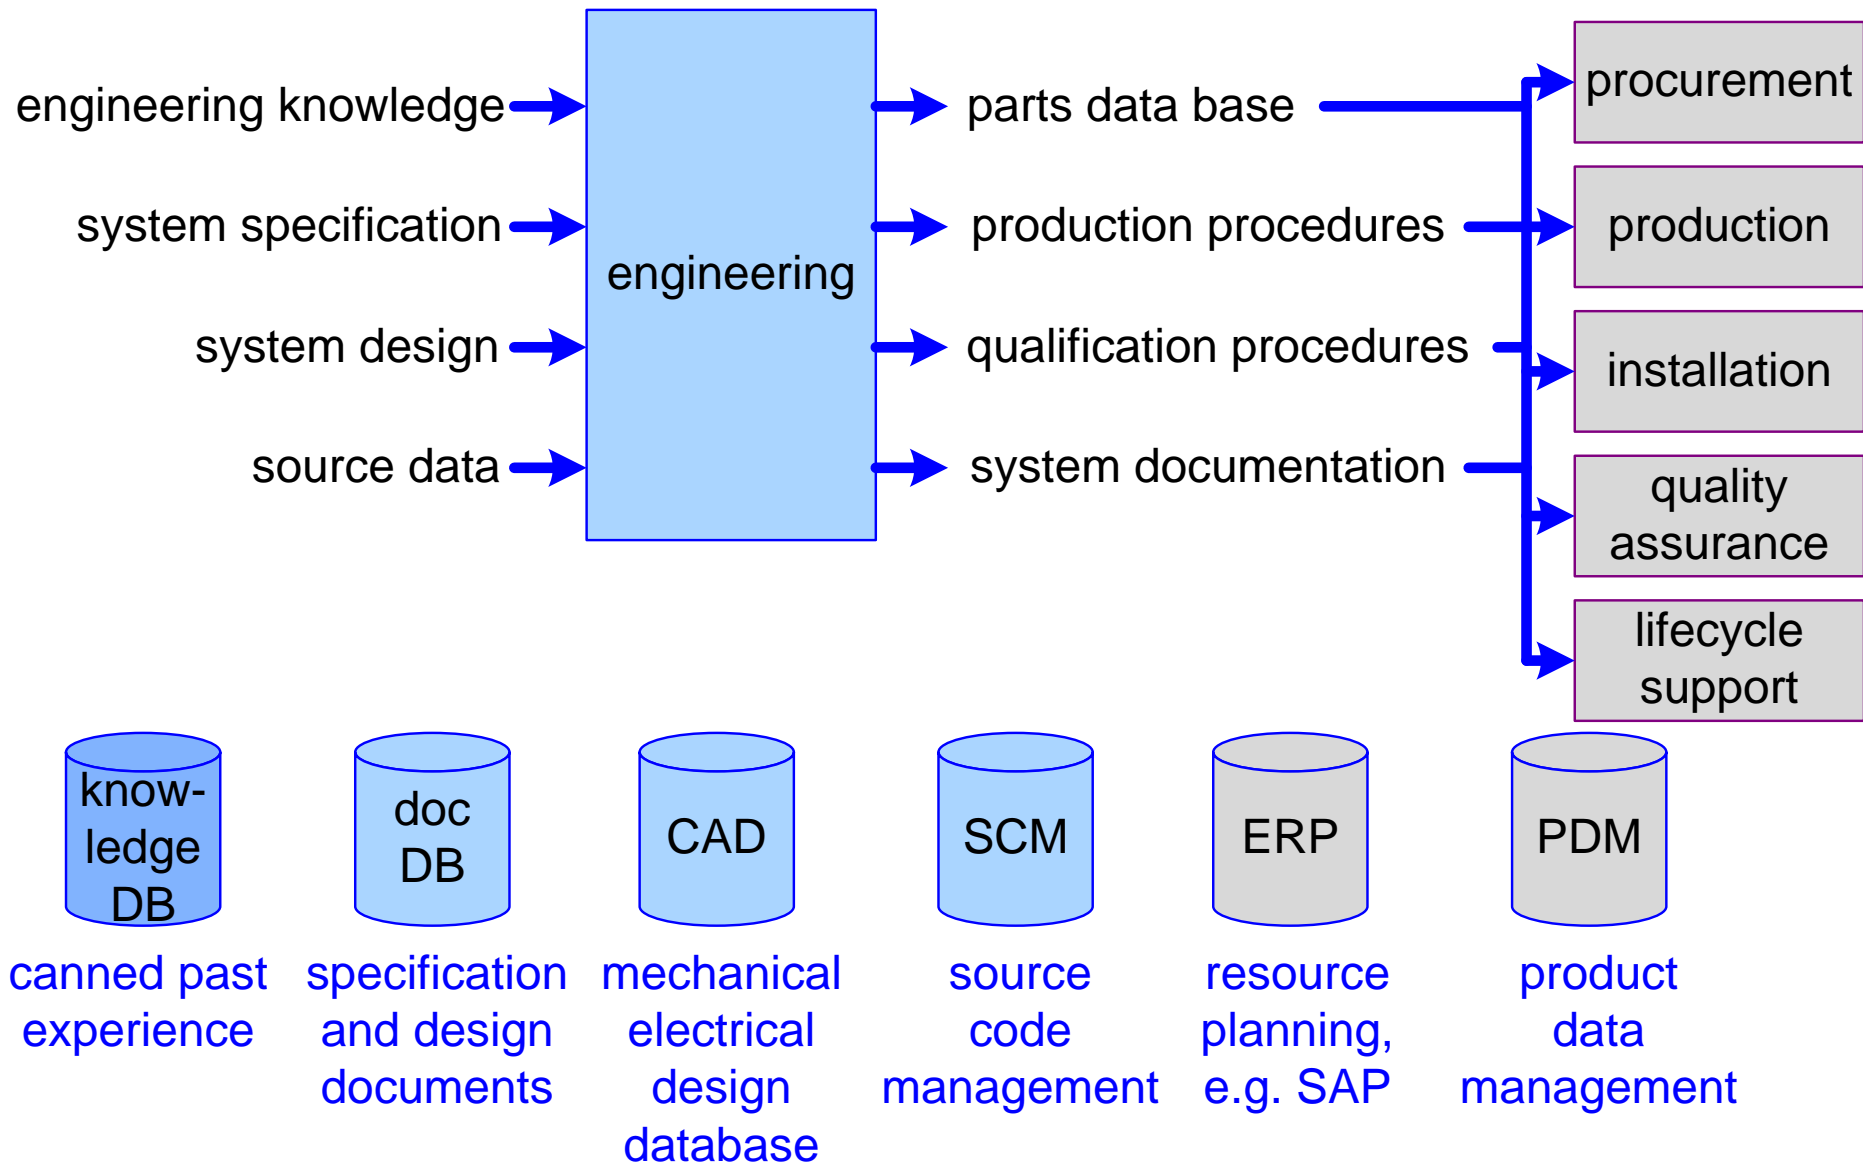 engineering knowledge
system specification
system design
source data
engineering
parts data base
production procedures
qualification procedures
system documentation
procurement
production
installation
quality
assurance
lifecycle
support
know-
ledge
DB
canned past
experience
doc
DB
specification
and design
documents
CAD
mechanical
electrical
design
database
SCM
source
code
management
ERP
resource
planning,
e.g. SAP
PDM
product
data
management